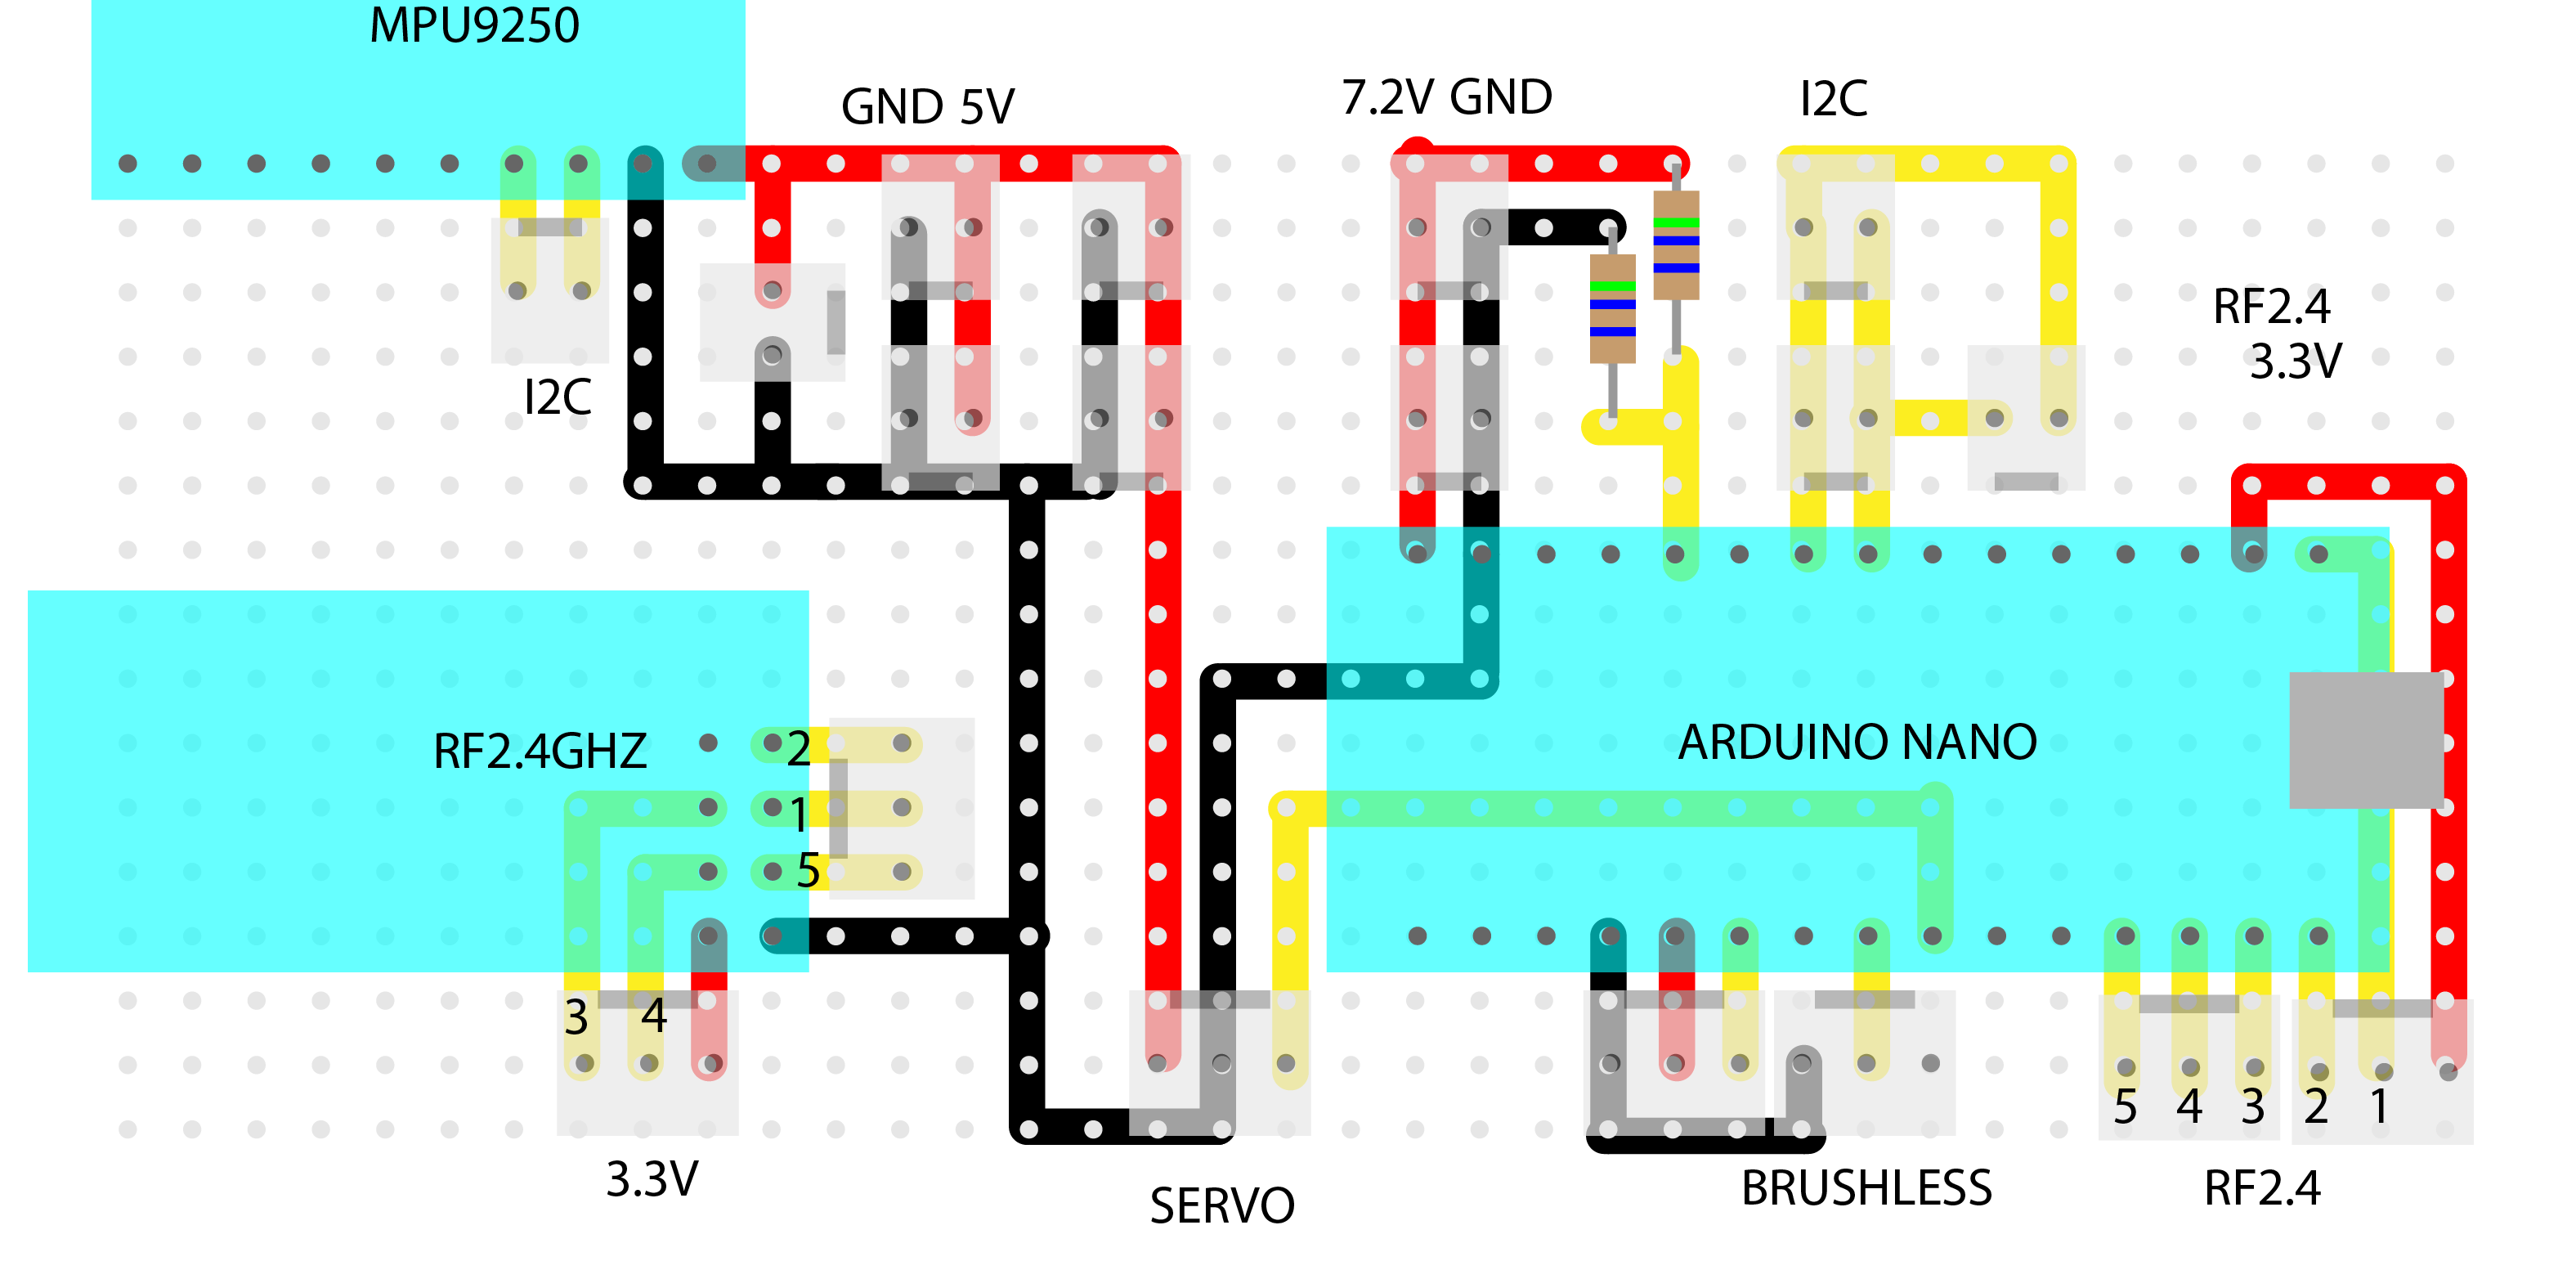 MPU9250
GND 5V
7.2V GND
I2C
RF2.4
3.3V
I2C
RF2.4GHZ
2
1
5
ARDUINO NANO
3 4
5 4 3 2 1
3.3V
SERVO
BRUSHLESS
RF2.4